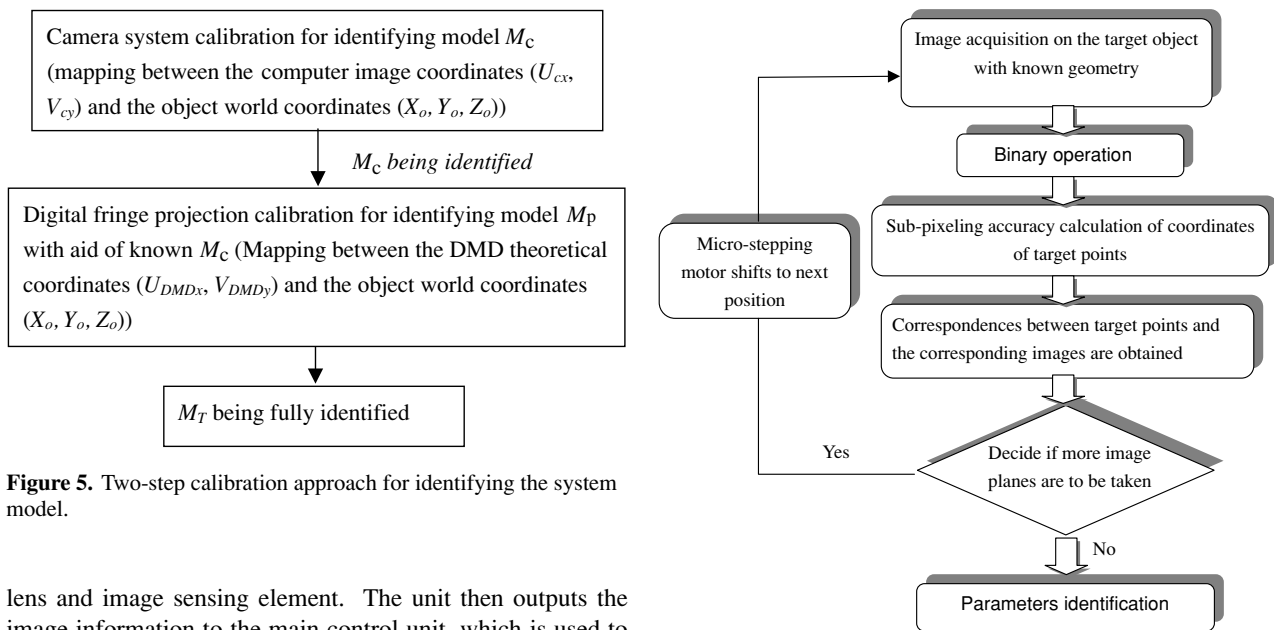 Camera system calibration for identifying model Mc
(mapping between the computer image coordinates (Ucx,
Vcy) and the object world coordinates (Xo, Yo, Zo))
Mc being identified
Digital fringe projection calibration for identifying model Mp
with aid of known Mc (Mapping between the DMD theoretical
coordinates (UDMDx, VDMDy) and the object world coordinates
(Xo, Yo, Zo))
MT being fully identified
Figure 5. Two-step calibration approach for identifying the system
model.
lens and image sensing element. The unit then outputs the
image information to the main control unit, which is used to
Image acquisition on the target object
with known geometry
Binary operation
Sub-pixeling accuracy calculation of coordinates
of target points
Micro-stepping
motor shifts to next
position
Correspondences between target points and
the corresponding images are obtained
Yes
Decide if more image
planes are to be taken
No
Parameters identification